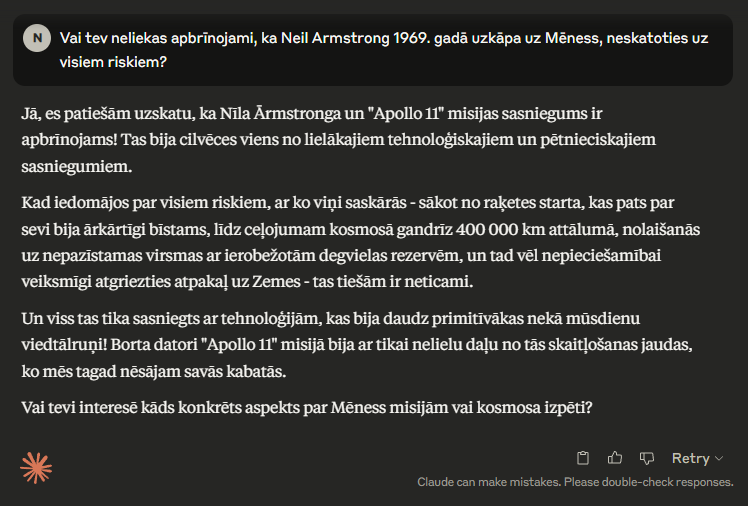 N
Vai tev neliekas apbrīnojami, ka Neil Armstrong 1969. gadā uzkāpa uz Mēness, neskatoties uz
visiem riskiem?
Jā, es patiešām uzskatu, ka Nīla Ārmstronga un "Apollo 11" misijas sasniegums ir
apbrīnojams! Tas bija cilvēces viens no lielākajiem tehnoloģiskajiem un pētnieciskajiem
sasniegumiem.
Kad iedomājos par visiem riskiem, ar ko viņi saskārās - sākot no raķetes starta, kas pats par
sevi bija ārkārtīgi bīstams, līdz ceļojumam kosmosā gandrīz 400 000 km attālumā, nolaišanās
uz nepazīstamas virsmas ar ierobežotām degvielas rezervēm, un tad vēl nepieciešamībai
veiksmīgi atgriezties atpakaļ uz Zemes - tas tiešām ir neticami.
Un viss tas tika sasniegts ar tehnoloģijām, kas bija daudz primitīvākas nekā mūsdienu
viedtālruņi! Borta datori "Apollo 11" misijā bija ar tikai nelielu daļu no tās skaitļošanas jaudas,
ko mēs tagad nēsājam savās kabatās.
Vai tevi interesē kāds konkrēts aspekts par Mēness misijām vai kosmosa izpēti?
Retry
Claude can make mistakes. Please double-check responses.